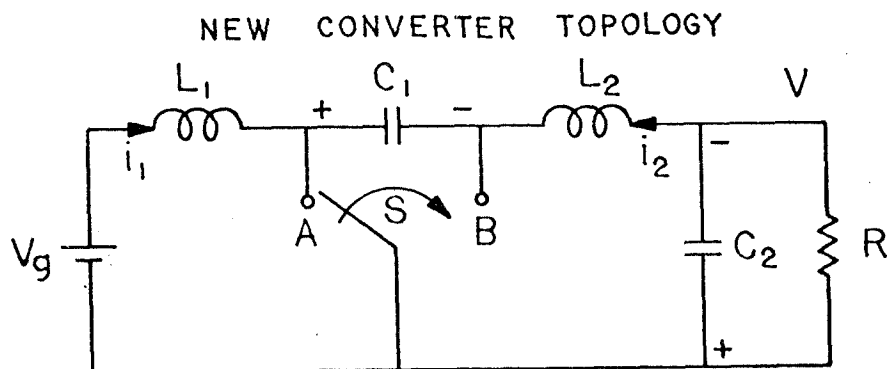 NEW CONVERTER TOPOLOGY
L1 C1 L2 V
+ - 
i1 i2 -
A S B
Vg C2 R
+